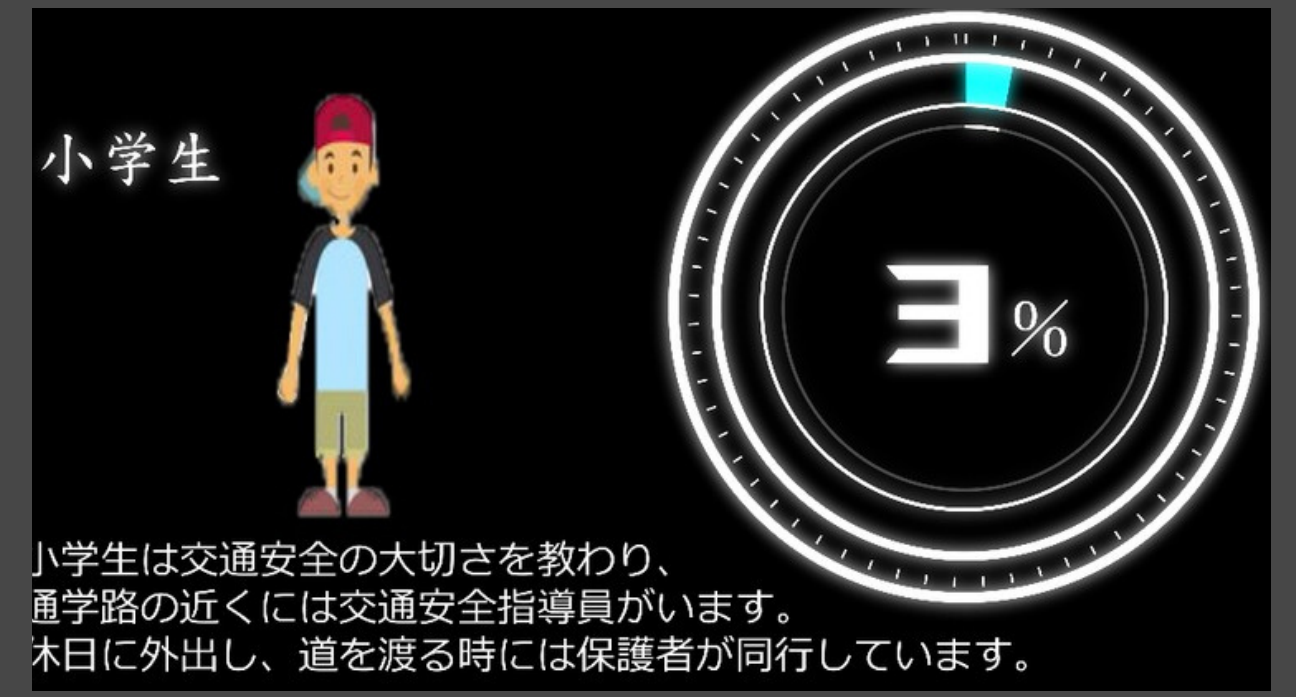 小学生
3%
小学生は交通安全の大切さを教わり、
通学路の近くには交通安全指導員がいます。
休日に外出し、道を渡る時には保護者が同行しています。